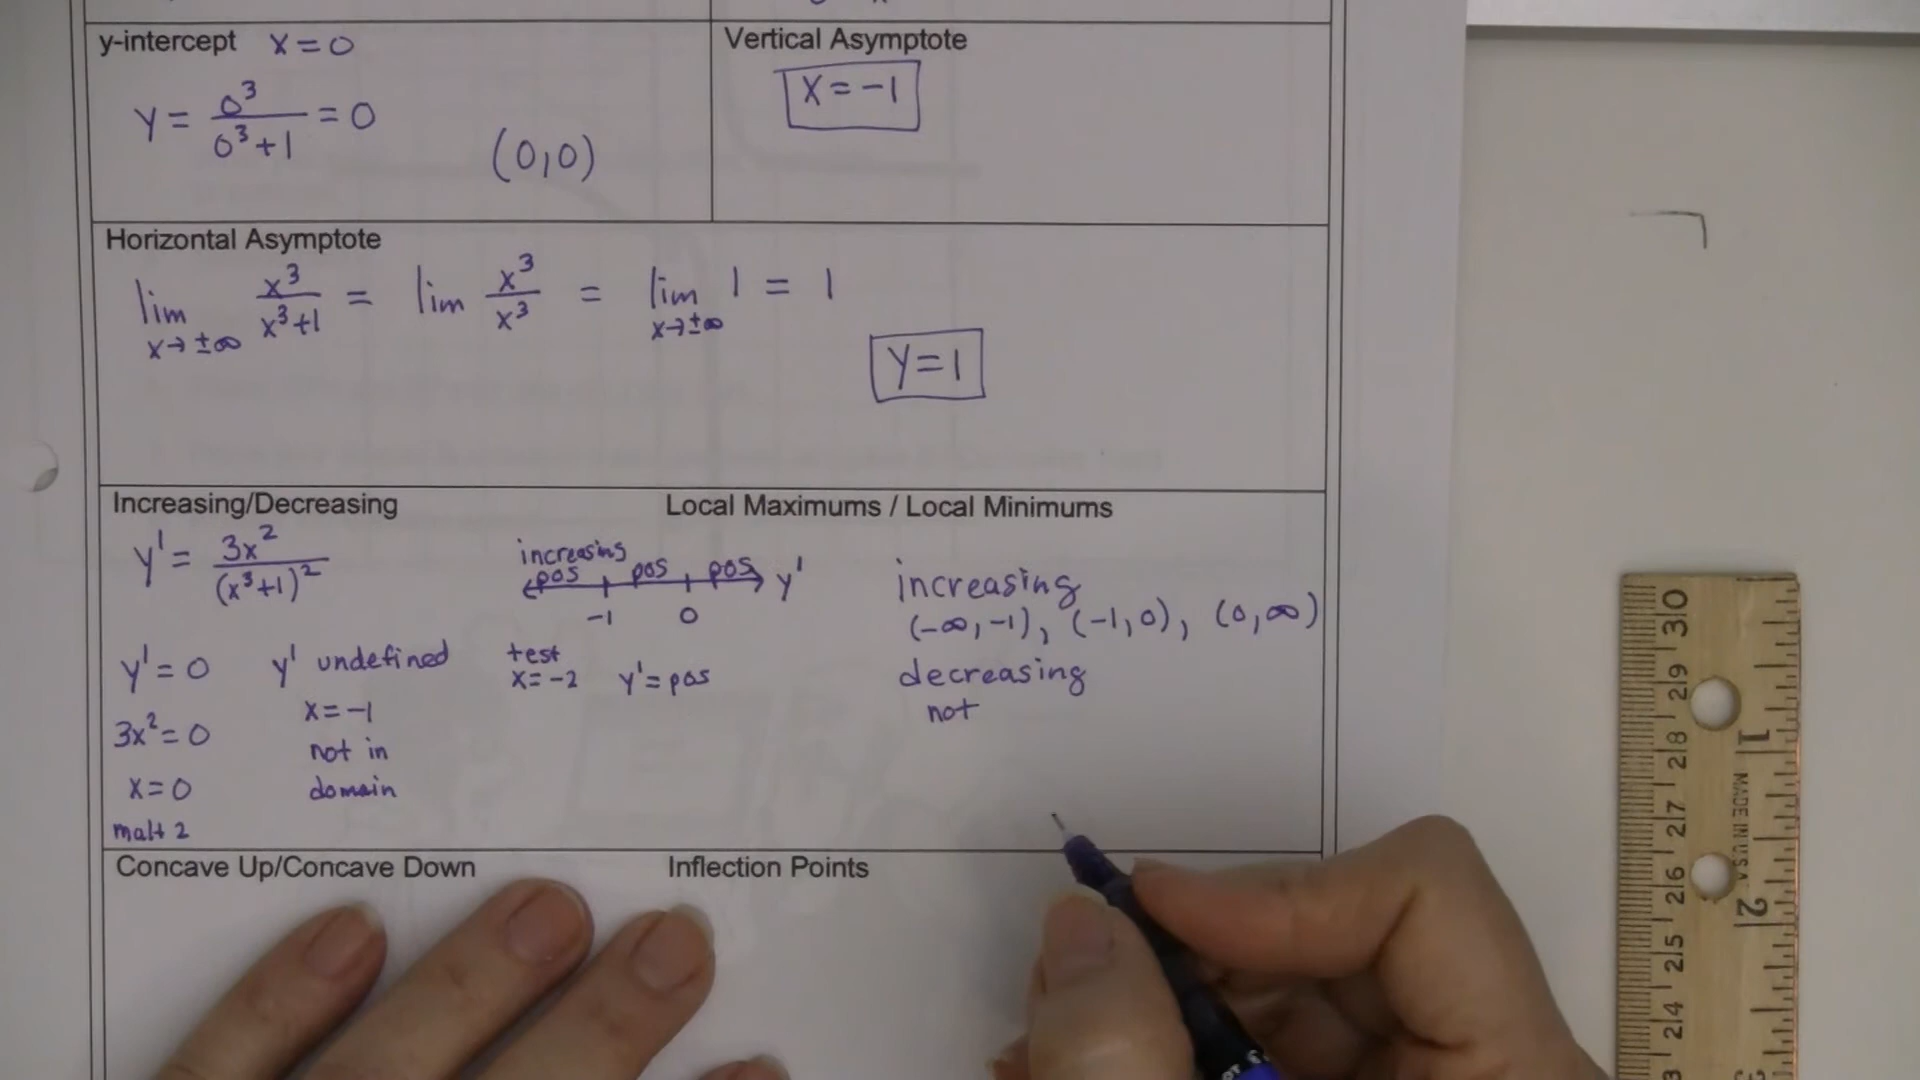 y-intercept x = 0
y = 0³/(0³+1) = 0
(0,0)
Vertical Asymptote
x = -1
Horizontal Asymptote
lim x→±∞ x³/(x³+1) = lim x³/x³ = lim x→±∞ 1 = 1
y = 1
Increasing/Decreasing
y' = 3x²/(x³+1)²
y' = 0
3x² = 0
x = 0
mult 2
y' undefined
x = -1
not in
domain
Local Maximums / Local Minimums
increasing
pos pos pos y'
-1 0
test
x = -2 y' = pos
increasing
(-∞, -1), (-1, 0), (0, ∞)
decreasing
not
Concave Up/Concave Down
Inflection Points
30
29
28
27
26
25
24
1
2
MADE IN U.S.A.